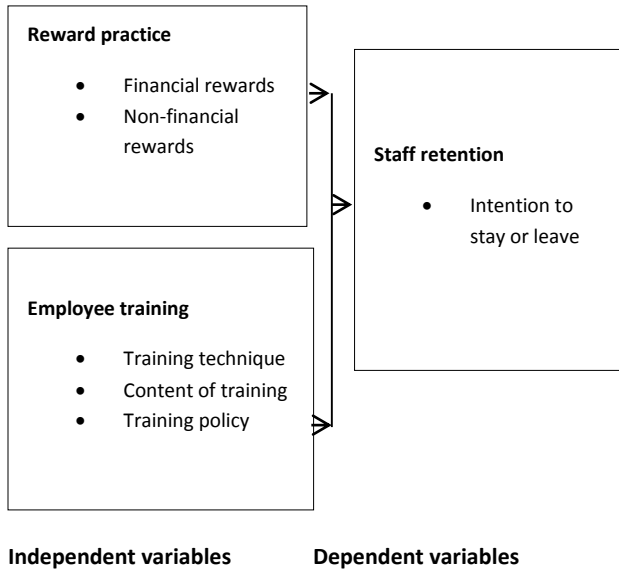 Reward practice
• Financial rewards
• Non-financial
rewards
Staff retention
• Intention to
stay or leave
Employee training
• Training technique
• Content of training
• Training policy
Independent variables
Dependent variables